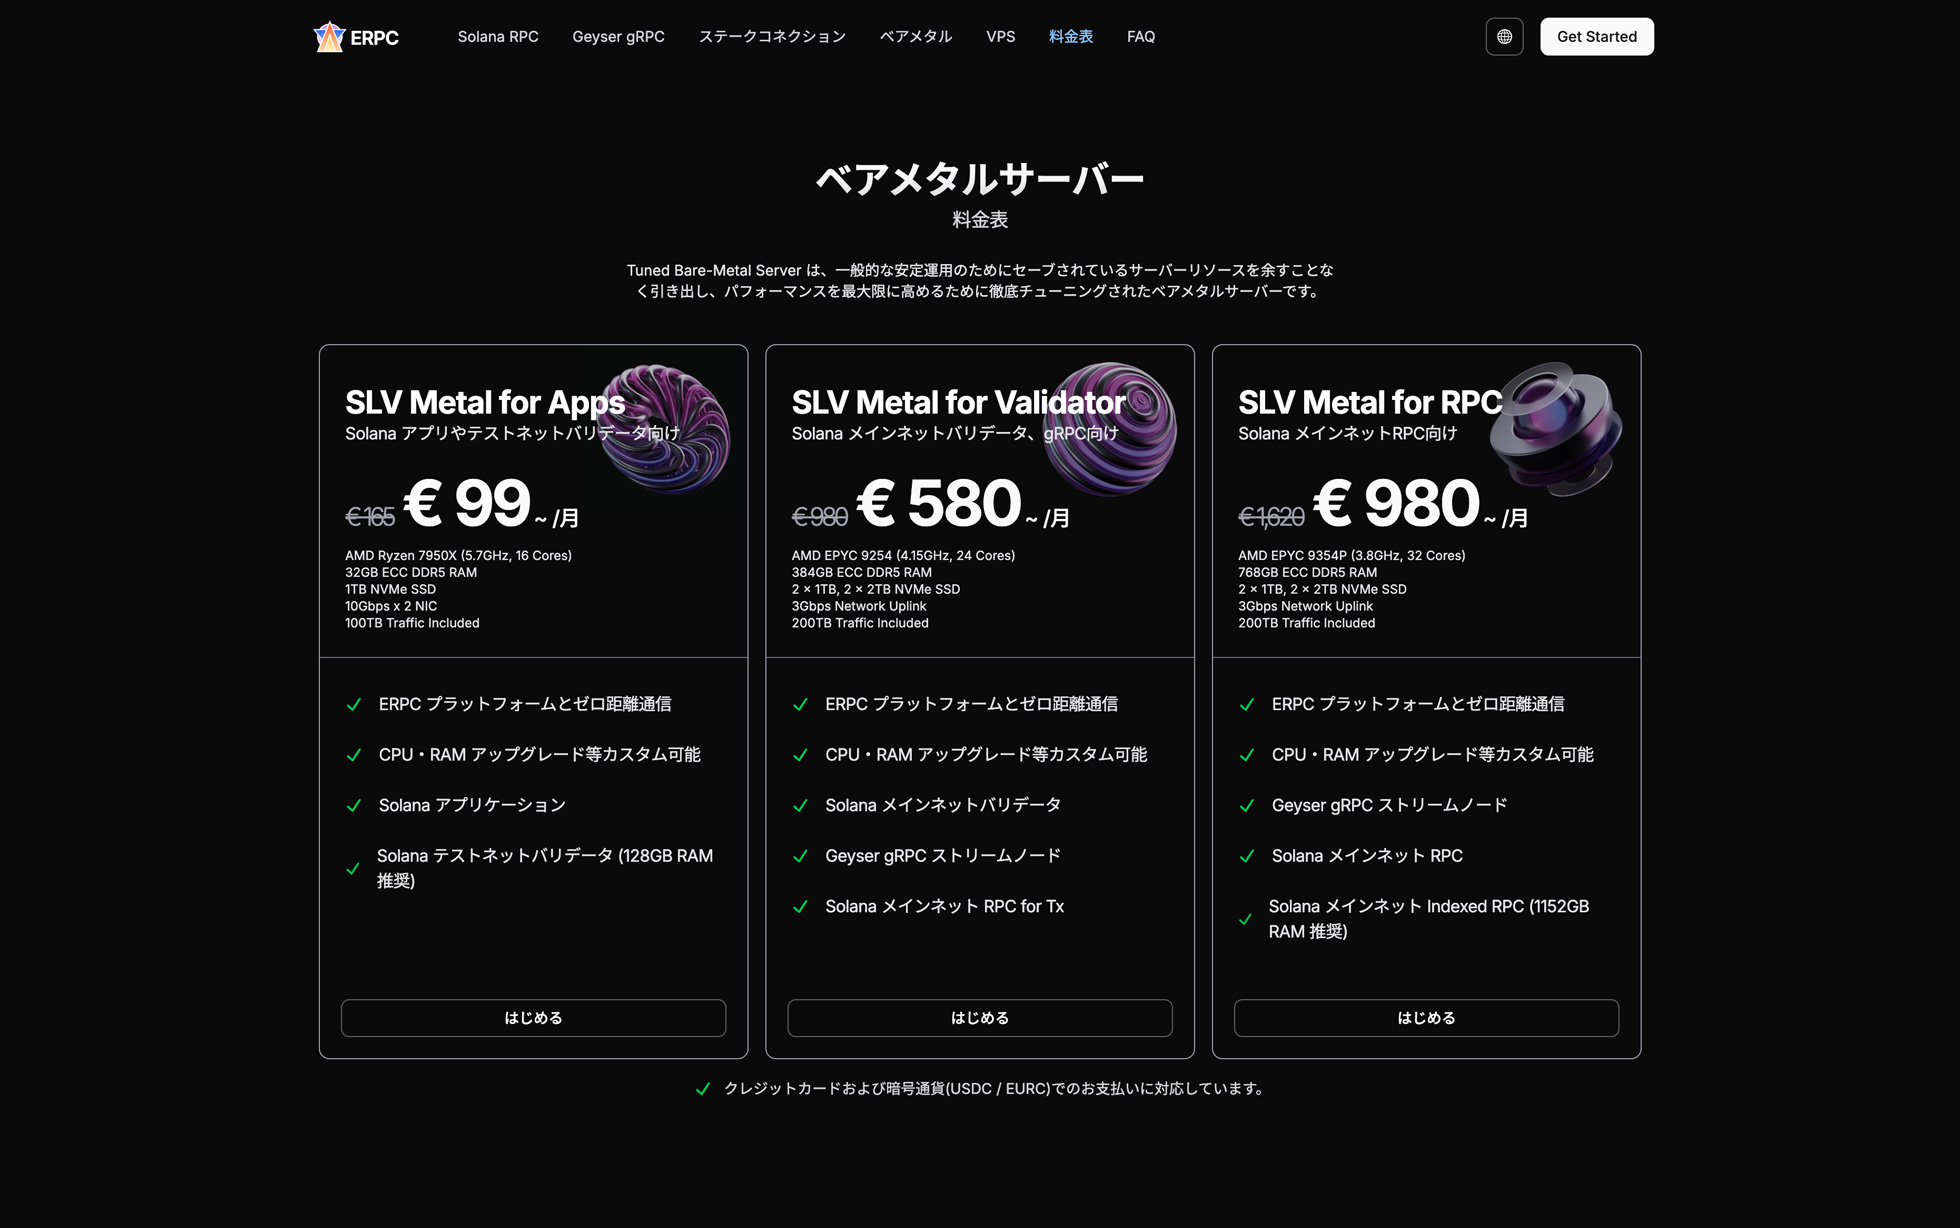 ERPC
Solana RPC
Geyser gRPC
ステークコネクション
ベアメタル
VPS
料金表
FAQ
Get Started
ベアメタルサーバー
料金表
Tuned Bare-Metal Server は、一般的な安定運用のためにセーブされているサーバーリソースを余すことな
く引き出し、パフォーマンスを最大限に高めるために徹底チューニングされたベアメタルサーバーです。
SLV Metal for Apps
Solana アプリやテストネットバリデータ向け
€165 € 99 ~ /月
AMD Ryzen 7950X (5.7GHz, 16 Cores)
32GB ECC DDR5 RAM
1TB NVMe SSD
10Gbps x 2 NIC
100TB Traffic Included
ERPC プラットフォームとゼロ距離通信
CPU・RAM アップグレード等カスタム可能
Solana アプリケーション
Solana テストネットバリデータ (128GB RAM
推奨)
はじめる
SLV Metal for Validator
Solana メインネットバリデータ、gRPC向け
€980 € 580 ~ /月
AMD EPYC 9254 (4.15GHz, 24 Cores)
384GB ECC DDR5 RAM
2 x 1TB, 2 x 2TB NVMe SSD
3Gbps Network Uplink
200TB Traffic Included
ERPC プラットフォームとゼロ距離通信
CPU・RAM アップグレード等カスタム可能
Solana メインネットバリデータ
Geyser gRPC ストリームノード
Solana メインネット RPC for Tx
はじめる
SLV Metal for RPC
Solana メインネットRPC向け
€1,620 € 980 ~ /月
AMD EPYC 9354P (3.8GHz, 32 Cores)
768GB ECC DDR5 RAM
2 x 1TB, 2 x 2TB NVMe SSD
3Gbps Network Uplink
200TB Traffic Included
ERPC プラットフォームとゼロ距離通信
CPU・RAM アップグレード等カスタム可能
Geyser gRPC ストリームノード
Solana メインネット RPC
Solana メインネット Indexed RPC (1152GB
RAM 推奨)
はじめる
クレジットカードおよび暗号通貨(USDC / EURC)でのお支払いに対応しています。